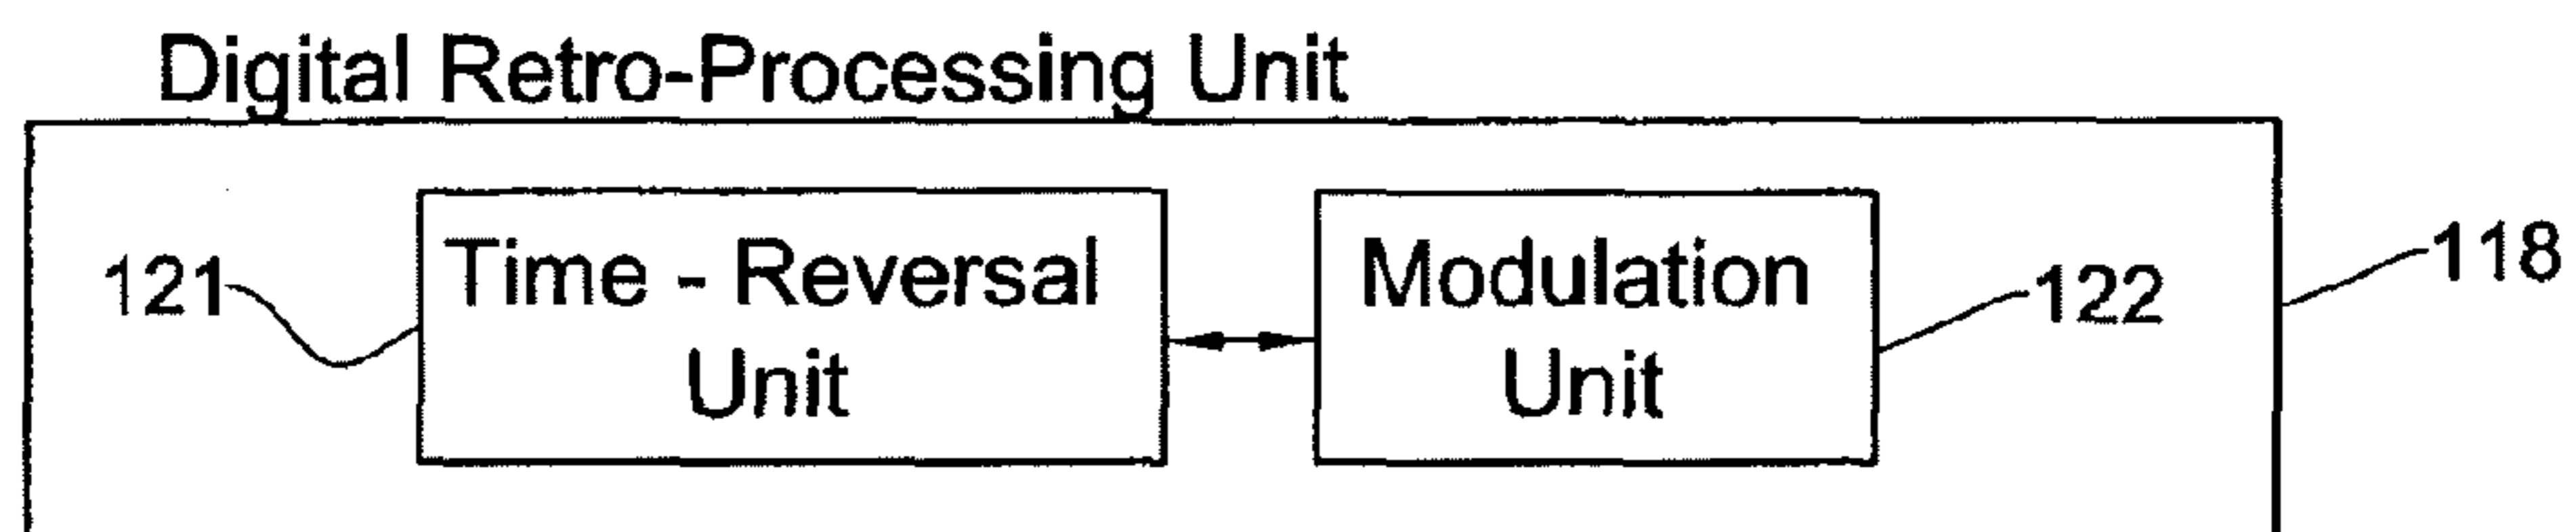 Digital Retro-Processing Unit
121
Time - Reversal
Unit
Modulation
Unit
122
118